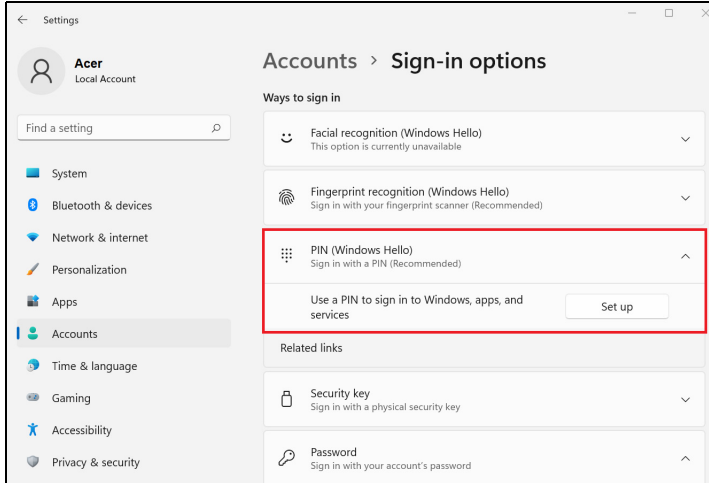 Settings
Acer
Local Account
Find a setting
System
Bluetooth & devices
Network & internet
Personalization
Apps
Accounts
Time & language
Gaming
Accessibility
Privacy & security
Accounts > Sign-in options
Ways to sign in
Facial recognition (Windows Hello)
This option is currently unavailable
Fingerprint recognition (Windows Hello)
Sign in with your fingerprint scanner (Recommended)
PIN (Windows Hello)
Sign in with a PIN (Recommended)
Use a PIN to sign in to Windows, apps, and
services
Set up
Related links
Security key
Sign in with a physical security key
Password
Sign in with your account's password